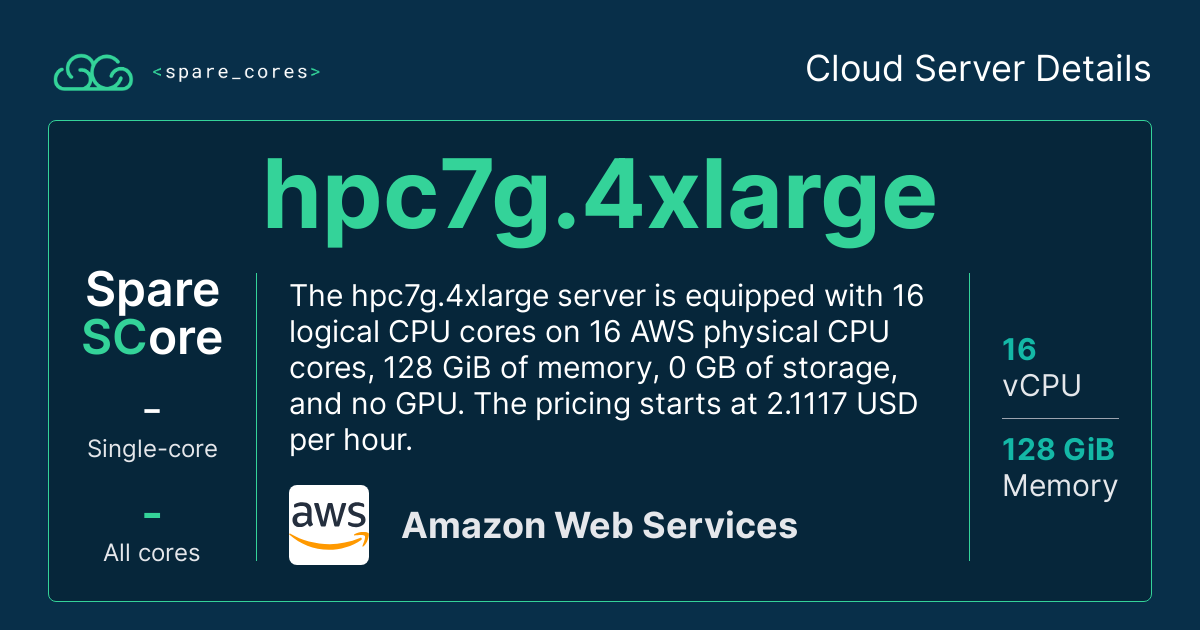 <spare_cores>
Cloud Server Details
hpc7g.4xlarge
Spare
SCore
–
Single-core
–
All cores
The hpc7g.4xlarge server is equipped with 16
logical CPU cores on 16 AWS physical CPU
cores, 128 GiB of memory, 0 GB of storage,
and no GPU. The pricing starts at 2.1117 USD
per hour.
aws
Amazon Web Services
16
vCPU
128 GiB
Memory